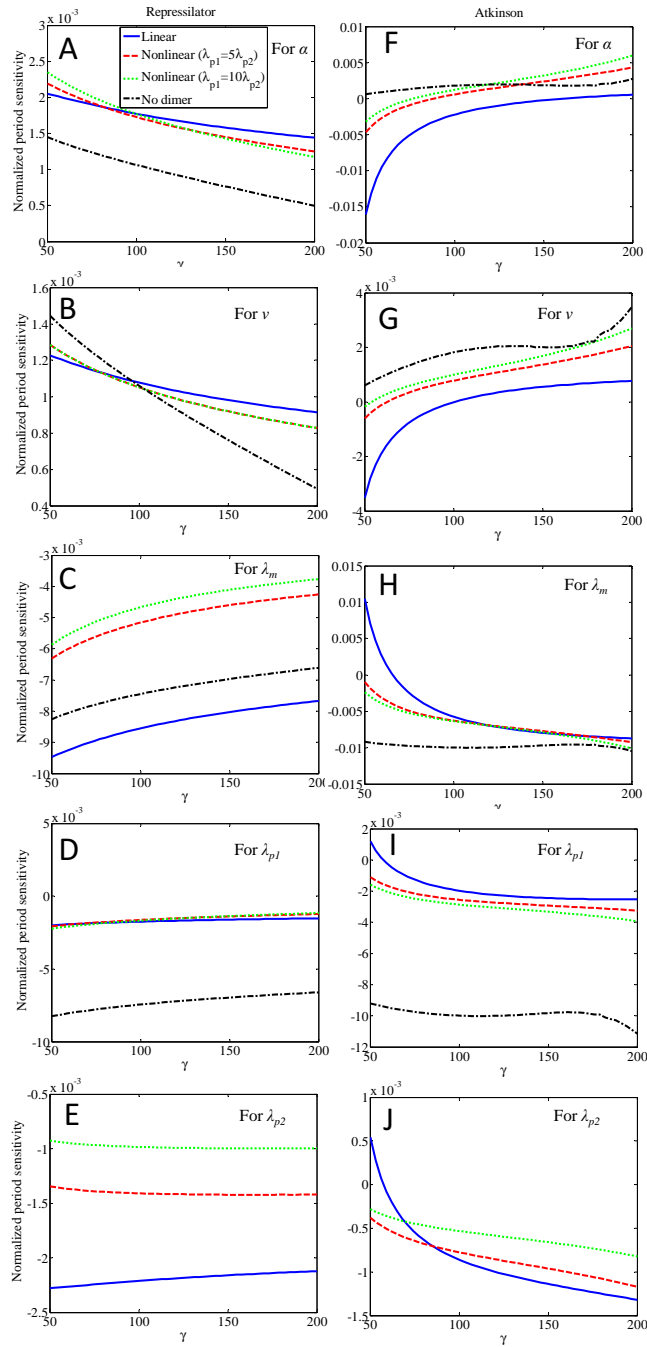 Repressilator
Atkinson
x 10⁻³
A
For α
Linear
Nonlinear (λp1=5λp2)
Nonlinear (λp1=10λp2)
No dimer
Normalized period sensitivity
2.5
2
1.5
1
0.5
0
50
100
150
200
γ
F
For α
0.015
0.01
0.005
0
-0.005
-0.01
-0.015
-0.02
50
100
150
200
γ
x 10⁻³
B
For v
Normalized period sensitivity
1.6
1.4
1.2
1
0.8
0.6
0.4
50
100
150
200
γ
x 10⁻³
G
For v
4
2
0
-2
-4
50
100
150
200
γ
x 10⁻³
C
For λm
Normalized period sensitivity
-3
-4
-5
-6
-7
-8
-9
-10
50
100
150
200
γ
H
For λm
0.01
0.005
0
-0.005
-0.01
-0.015
50
100
150
200
γ
x 10⁻³
D
For λp1
Normalized period sensitivity
5
0
-5
-10
50
100
150
200
γ
x 10⁻³
I
For λp1
2
0
-2
-4
-6
-8
-10
-12
50
100
150
200
γ
x 10⁻³
E
For λp2
Normalized period sensitivity
-0.5
-1
-1.5
-2
-2.5
50
100
150
200
γ
x 10⁻³
J
For λp2
1
0.5
0
-0.5
-1
-1.5
50
100
150
200
γ